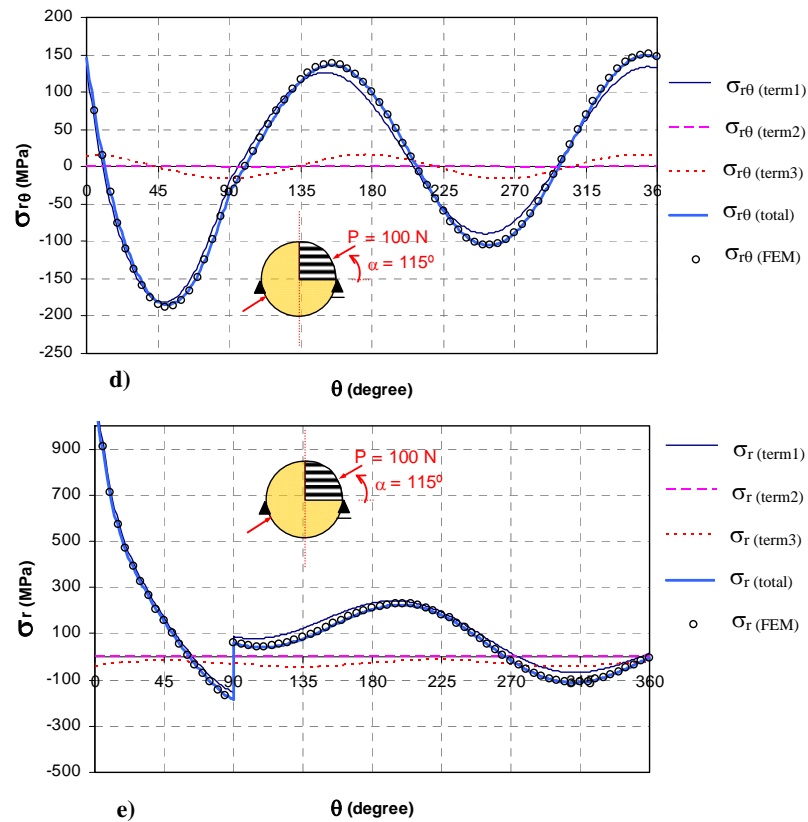 200
150
100
50
0
-50
-100
-150
-200
-250
σrθ (MPa)
0 45 90 135 180 225 270 315 36
P = 100 N
α = 115º
σrθ (term1)
σrθ (term2)
σrθ (term3)
σrθ (total)
σrθ (FEM)
d)
θ (degree)
900
700
500
300
100
-100
-300
-500
σr (MPa)
0 45 90 135 180 225 270 315 360
P = 100 N
α = 115º
σr (term1)
σr (term2)
σr (term3)
σr (total)
σr (FEM)
e)
θ (degree)